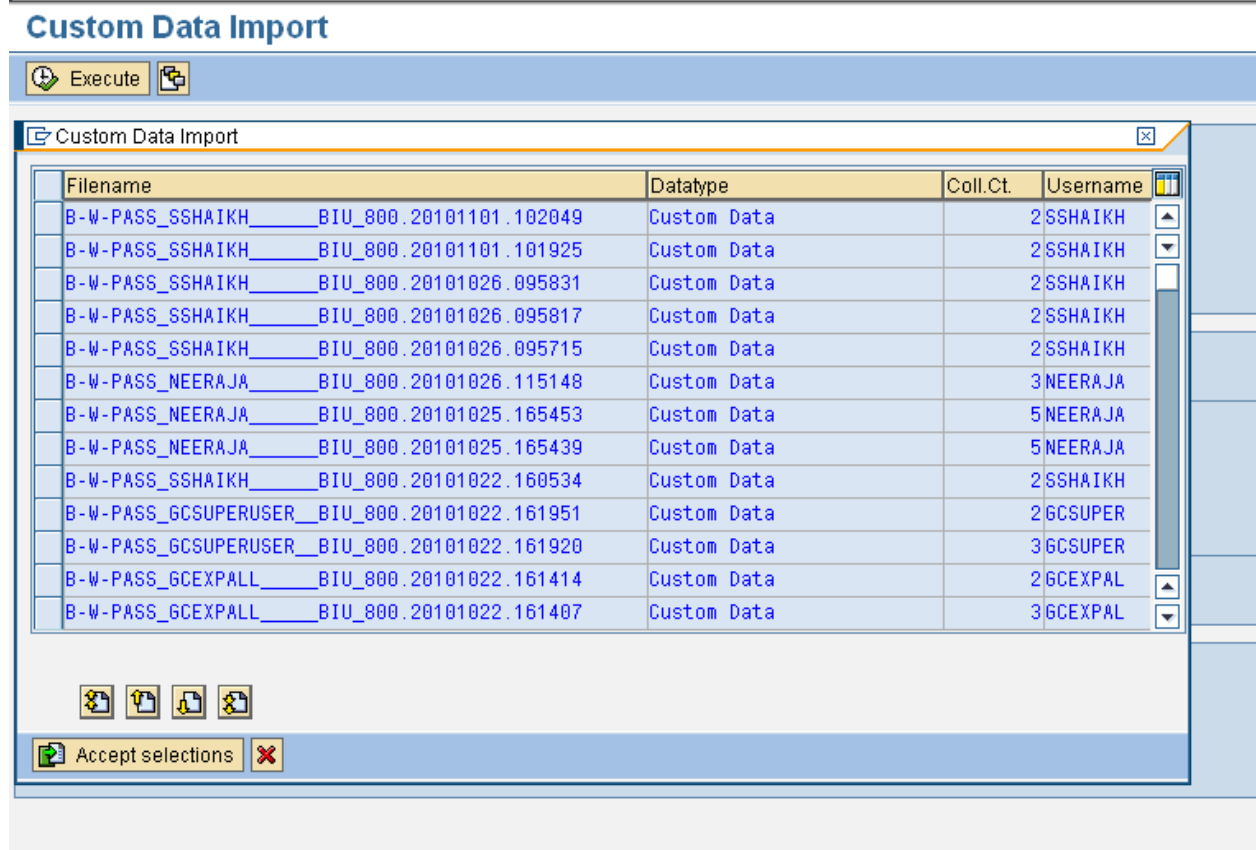 Custom Data Import
Execute
Custom Data Import
Filename Datatype Coll.Ct. Username
B-W-PASS_SSHAIKH______BIU_800.20101101.102049 Custom Data 2 SSHAIKH
B-W-PASS_SSHAIKH______BIU_800.20101101.101925 Custom Data 2 SSHAIKH
B-W-PASS_SSHAIKH______BIU_800.20101026.095831 Custom Data 2 SSHAIKH
B-W-PASS_SSHAIKH______BIU_800.20101026.095817 Custom Data 2 SSHAIKH
B-W-PASS_SSHAIKH______BIU_800.20101026.095715 Custom Data 2 SSHAIKH
B-W-PASS_NEERAJA______BIU_800.20101026.115148 Custom Data 3 NEERAJA
B-W-PASS_NEERAJA______BIU_800.20101025.165453 Custom Data 5 NEERAJA
B-W-PASS_NEERAJA______BIU_800.20101025.165439 Custom Data 5 NEERAJA
B-W-PASS_SSHAIKH______BIU_800.20101022.160534 Custom Data 2 SSHAIKH
B-W-PASS_GCSUPERUSER__BIU_800.20101022.161951 Custom Data 2 GCSUPER
B-W-PASS_GCSUPERUSER__BIU_800.20101022.161920 Custom Data 3 GCSUPER
B-W-PASS_GCEXPALL_____BIU_800.20101022.161414 Custom Data 2 GCEXPAL
B-W-PASS_GCEXPALL_____BIU_800.20101022.161407 Custom Data 3 GCEXPAL
Accept selections